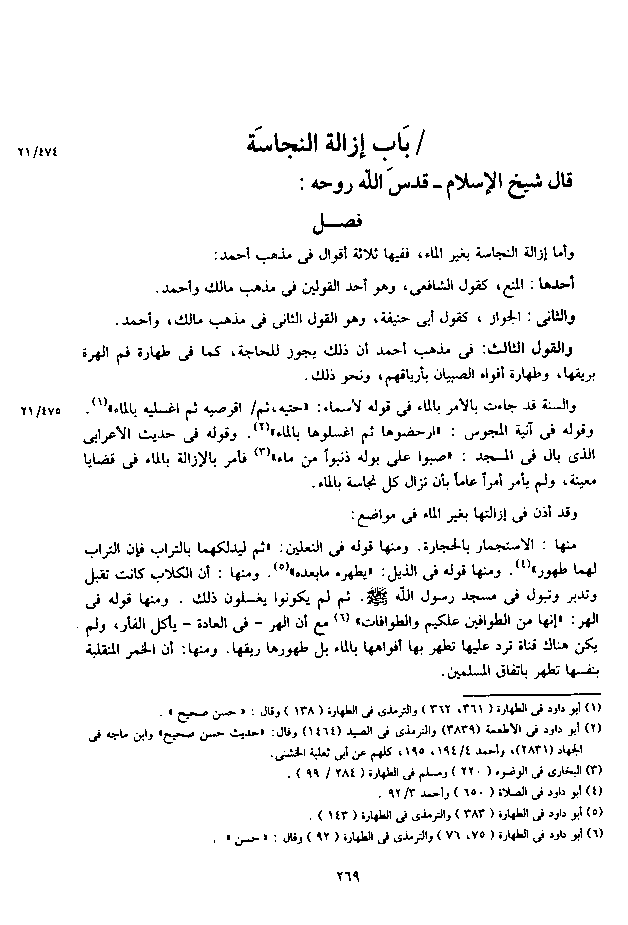 / بَاب إزالة النجاسَة
٢١/٤٧٤
قال شيخ الإسلام ـ قدسَ الله روحه :
فصـــل
وأما إزالة النجاسة بغير الماء، ففيها ثلاثة أقوال فى مذهب أحمد:
أحدها : المنع، كقول الشافعى، وهو أحد القولين فى مذهب مالك وأحمد.
والثانى : الجواز ، كقول أبى حنيفة، وهو القول الثانى فى مذهب مالك، وأحمد.
والقول الثالث: فى مذهب أحمد أن ذلك يجوز للحاجة، كما فى طهارة فم الهرة
بريقها، وطهارة أفواه الصبيان بأرياقهم، ونحو ذلك.
والسنة قد جاءت بالأمر بالماء فى قوله لأسماء: «حتيه،ثم/ اقرصيه ثم اغسليه بالماء»(١).
٢١/٤٧٥
وقوله فى آنية المجوس : «ارحضوها ثم اغسلوها بالماء»(٢). وقوله فى حديث الأعرابى
الذى بال فى المسجد : «صبوا على بوله ذنوباً من ماء»(٣) فأمر بالإزالة بالماء فى قضايا
معينة، ولم يأمر أمراً عاماً بأن تزال كل نجاسة بالماء.
وقد أذن فى إزالتها بغير الماء فى مواضع:
منها : الاستجمار بالحجارة. ومنها قوله فى النعلين: «ثم ليدلكهما بالتراب فإن التراب
لهما طهور»(٤). ومنها قوله فى الذيل: «يطهره مابعده»(٥). ومنها : أن الكلاب كانت تقبل
وتدبر وتبول فى مسجد رسول الله ﷺ. ثم لم يكونوا يغسلون ذلك . ومنها قوله فى
الهر: «إنها من الطوافين علكيم والطوافات» (٦) مع أن الهر – فى العادة – يأكل الفأر، ولم
يكن هناك قناة ترد عليها تطهر بها أفواهها بالماء بل طهورها ريقها. ومنها: أن الخمر المنقلبة
بنفسها تطهر باتفاق المسلمين.
(١) أبو داود فى الطهارة ( ٣٦١، ٣٦٢ ) والترمذى فى الطهارة ( ١٣٨ ) وقال : « حسن صحيح » .
(٢) أبو داود فى الأطعمة (٣٨٣٩) والترمذى فى الصيد (١٤٦٤) وقال: «حديث حسن صحيح» وابن ماجه فى
الجهاد (٢٨٣١)، وأحمد ٤/ ١٩٤، ١٩٥، كلهم عن أبى ثعلبة الخشنى.
(٣) البخارى فى الوضوء ( ٢٢٠ ) ومسلم فى الطهارة ( ٢٨٤ / ٩٩ ) .
(٤) أبو داود فى الصلاة ( ٦٥٠ ) وأحمد ٣/ ٩٢ .
(٥) أبو داود فى الطهارة ( ٣٨٣ ) والترمذى فى الطهارة ( ١٤٣ ) .
(٦) أبو داود فى الطهارة ( ٧٥، ٧٦ ) والترمذى فى الطهارة ( ٩٢ ) وقال : « حسن » .
٢٦٩